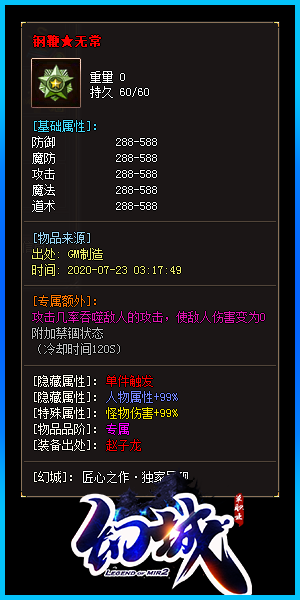 钢鞭★无常
重量 0
持久 60/60
[基础属性]:
防御 288-588
魔防 288-588
攻击 288-588
魔法 288-588
道术 288-588
[物品来源]
出处: GM制造
时间: 2020-07-23 03:17:49
[专属额外]:
攻击几率吞噬敌人的攻击，使敌人伤害变为0
附加禁锢状态
（冷却时间120S）
[隐藏属性]: 单件触发
[隐藏属性]: 人物属性+99%
[特殊属性]: 怪物伤害+99%
[物品品阶]: 专属
[装备出处]: 赵子龙
[幻城]: 匠心之作·独家
单职业
幻城
LEGEND OF MIR2